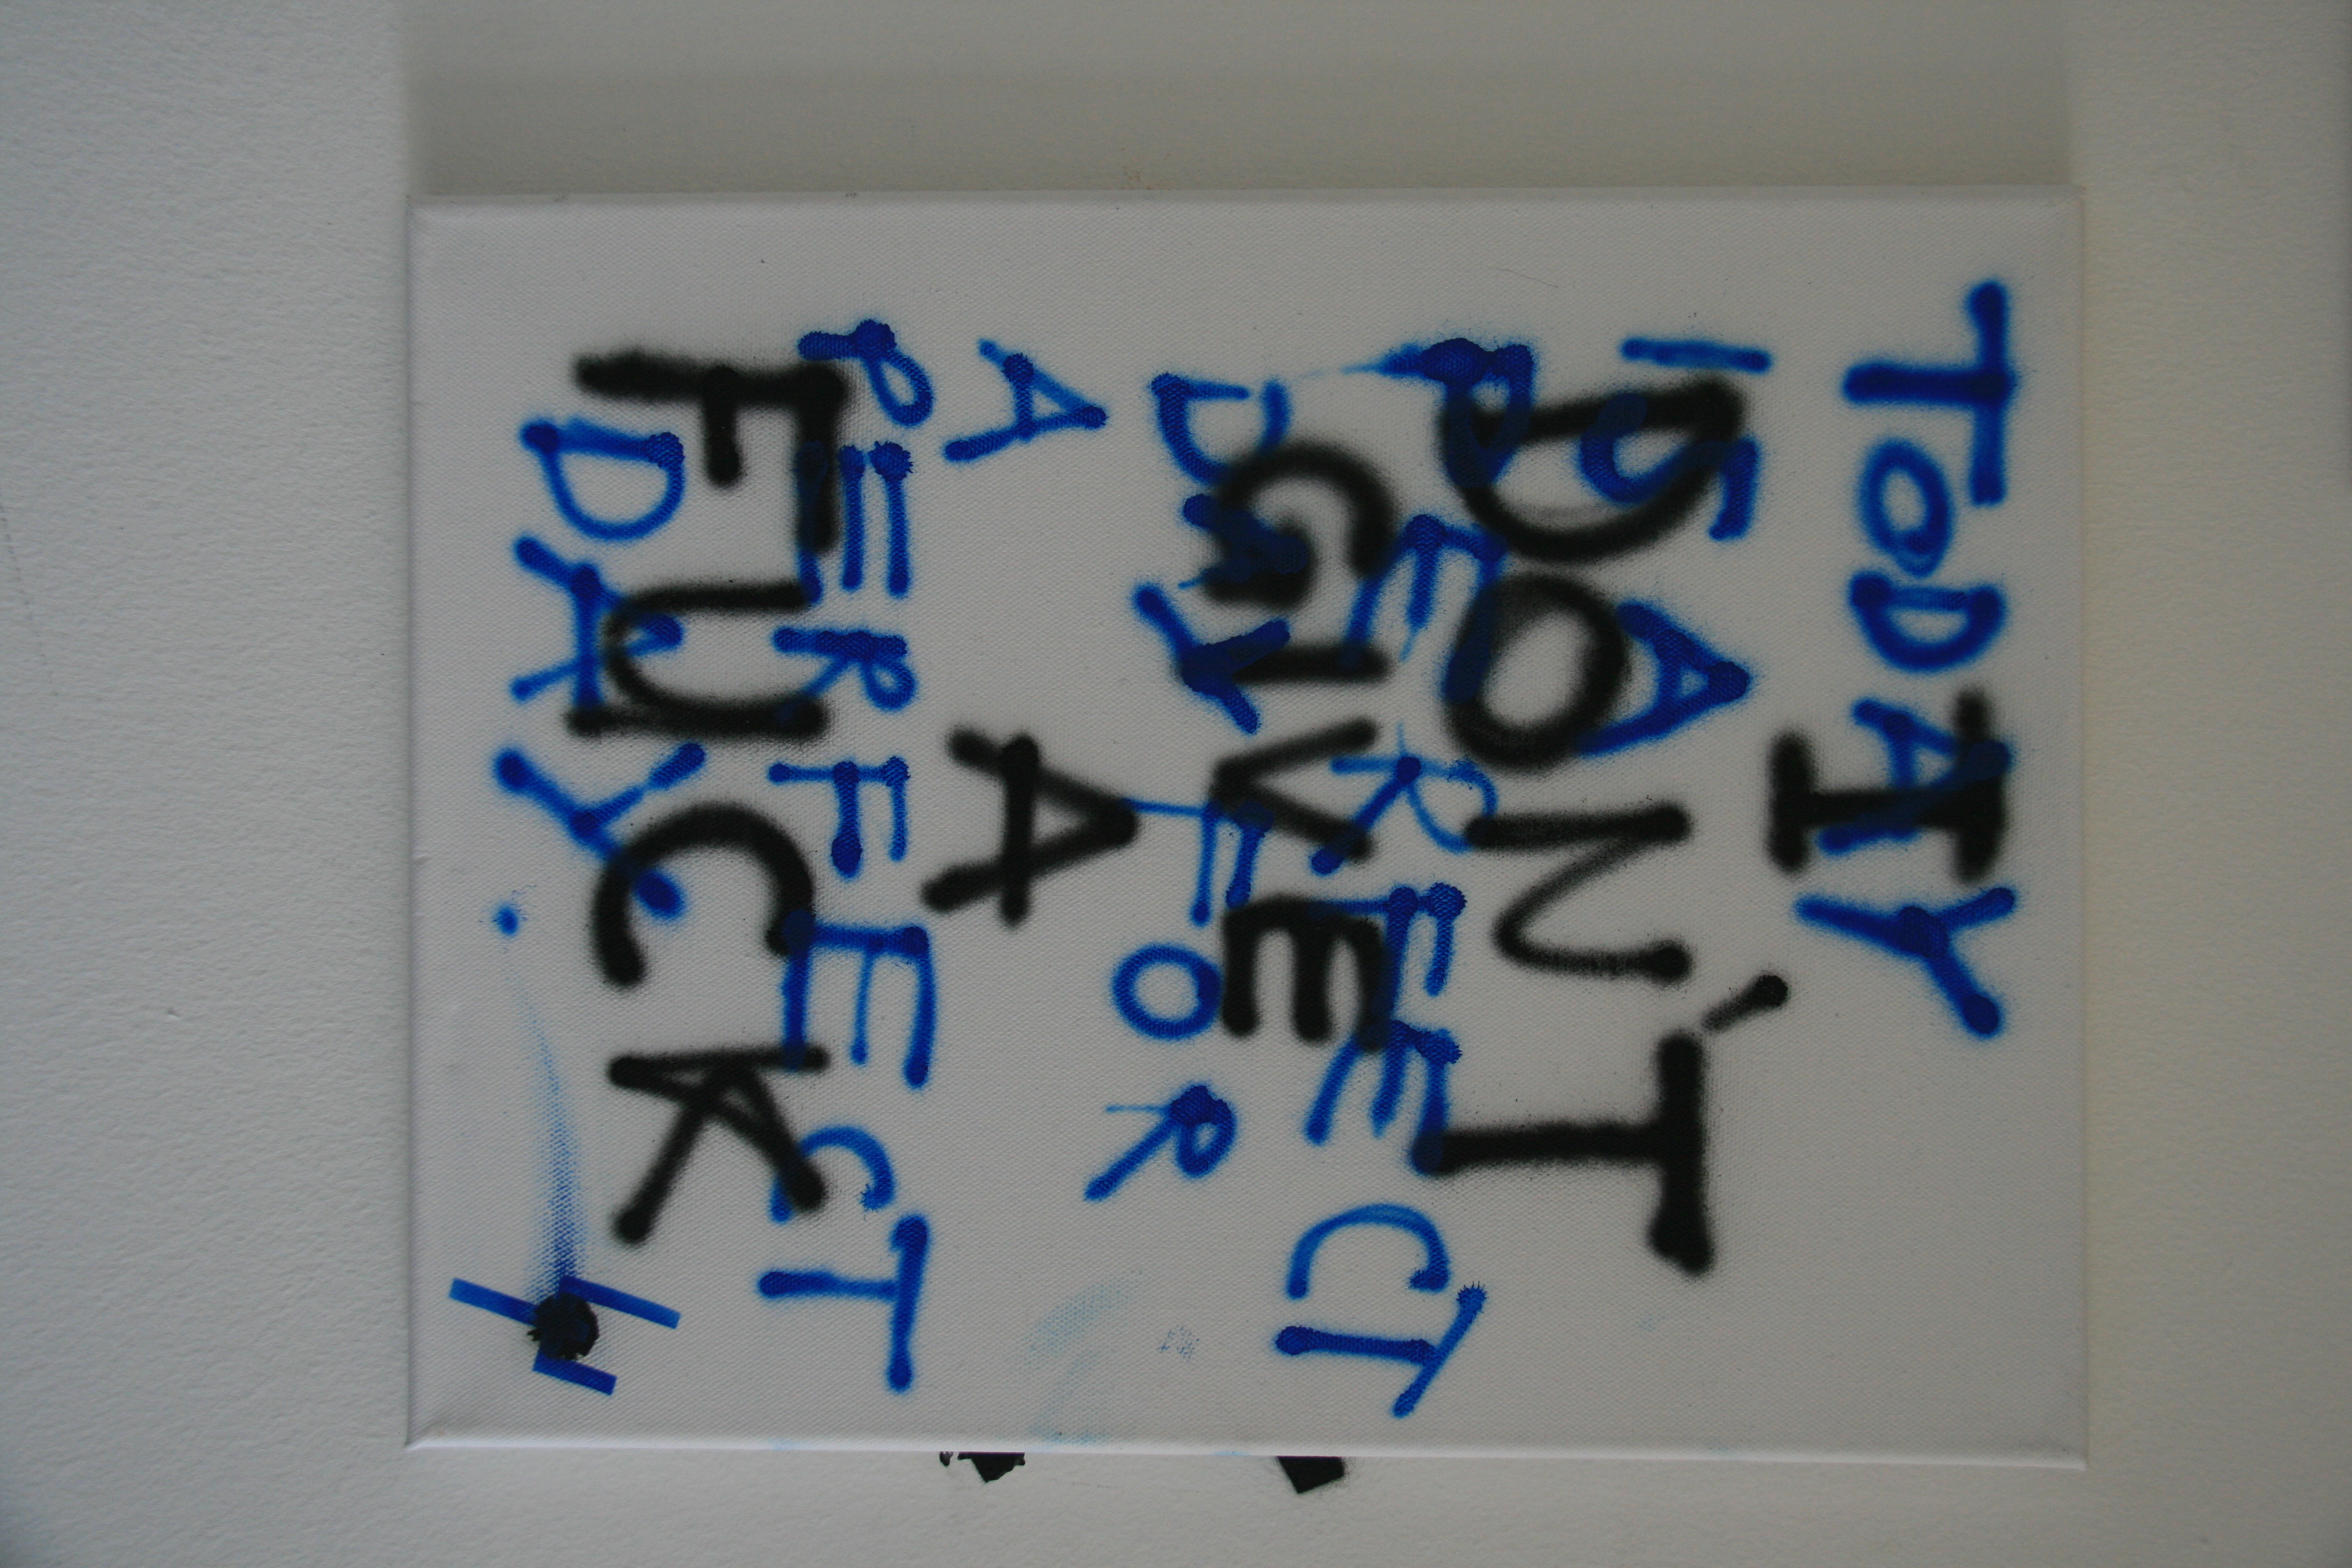 TODAY
IS A
PERFECT
DAY FOR
A
PERFECT
DAY.
I
DON'T
GIVE
A
FUCK